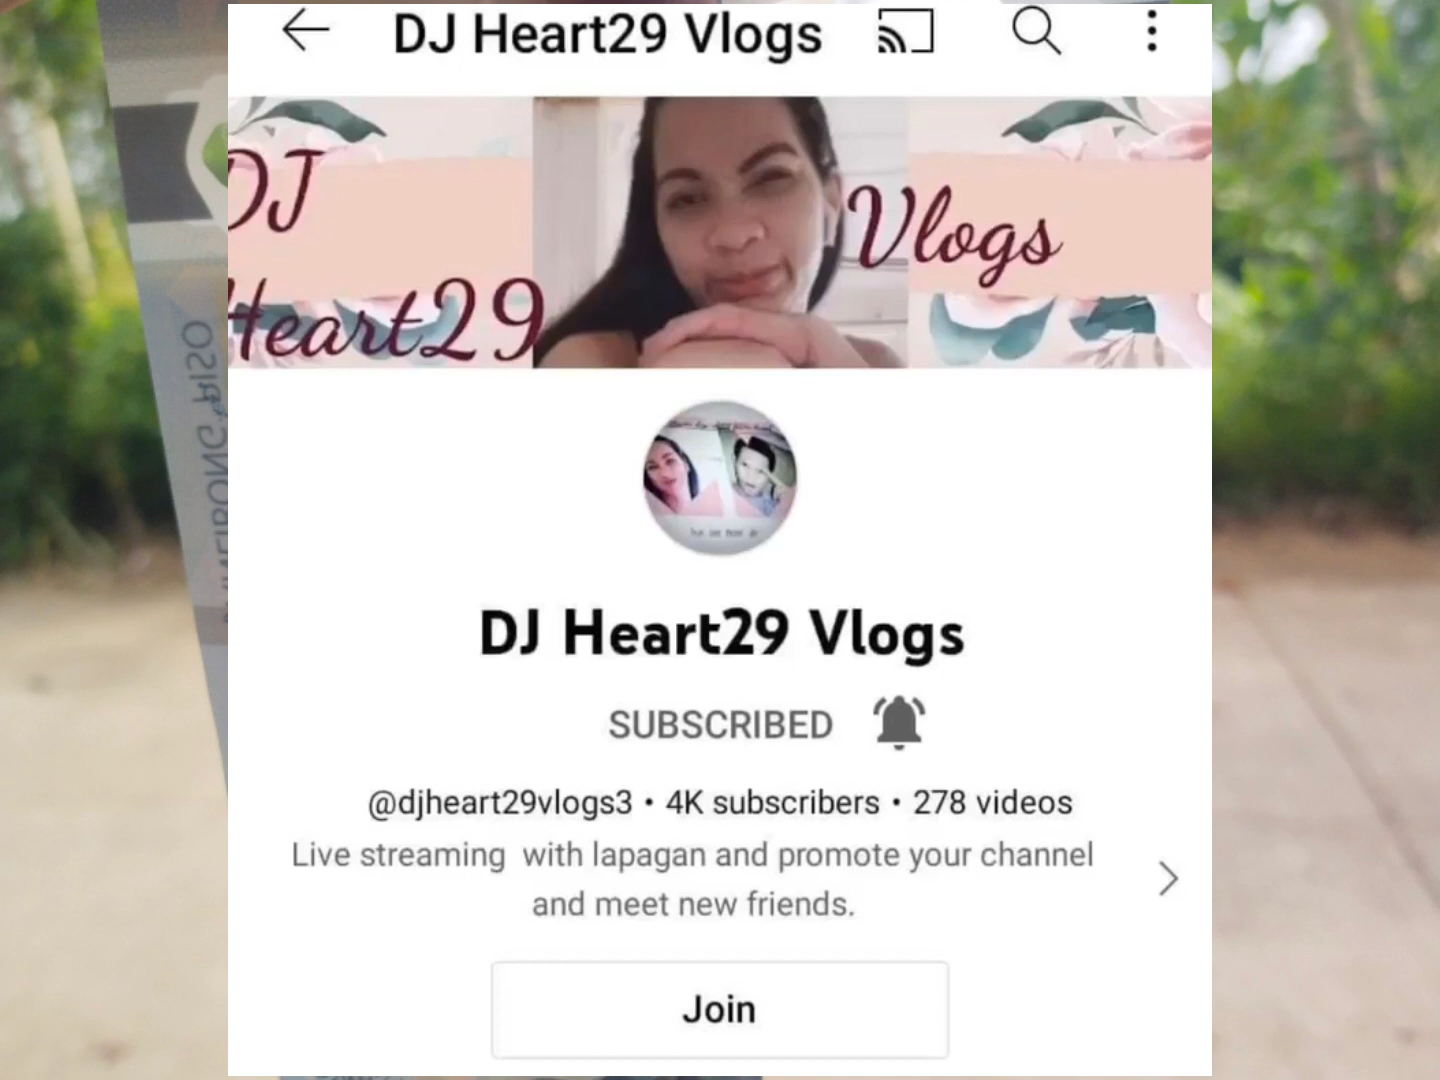 DJ Heart29 Vlogs
DJ
Heart29
Vlogs
DJ Heart29 Vlogs
SUBSCRIBED
@djheart29vlogs3 • 4K subscribers • 278 videos
Live streaming with lapagan and promote your channel
and meet new friends.
Join